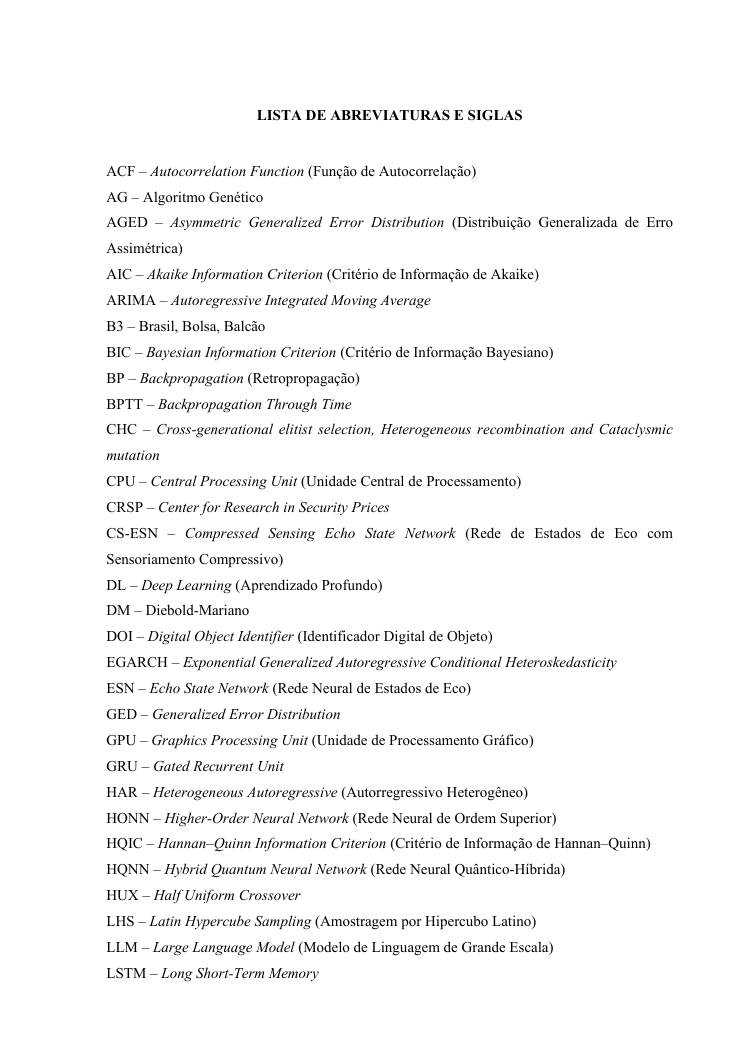 LISTA DE ABREVIATURAS E SIGLAS
ACF – Autocorrelation Function (Função de Autocorrelação)
AG – Algoritmo Genético
AGED – Asymmetric Generalized Error Distribution (Distribuição Generalizada de Erro
Assimétrica)
AIC – Akaike Information Criterion (Critério de Informação de Akaike)
ARIMA – Autoregressive Integrated Moving Average
B3 – Brasil, Bolsa, Balcão
BIC – Bayesian Information Criterion (Critério de Informação Bayesiano)
BP – Backpropagation (Retropropagação)
BPTT – Backpropagation Through Time
CHC – Cross-generational elitist selection, Heterogeneous recombination and Cataclysmic
mutation
CPU – Central Processing Unit (Unidade Central de Processamento)
CRSP – Center for Research in Security Prices
CS-ESN – Compressed Sensing Echo State Network (Rede de Estados de Eco com
Sensoriamento Compressivo)
DL – Deep Learning (Aprendizado Profundo)
DM – Diebold-Mariano
DOI – Digital Object Identifier (Identificador Digital de Objeto)
EGARCH – Exponential Generalized Autoregressive Conditional Heteroskedasticity
ESN – Echo State Network (Rede Neural de Estados de Eco)
GED – Generalized Error Distribution
GPU – Graphics Processing Unit (Unidade de Processamento Gráfico)
GRU – Gated Recurrent Unit
HAR – Heterogeneous Autoregressive (Autorregressivo Heterogêneo)
HONN – Higher-Order Neural Network (Rede Neural de Ordem Superior)
HQIC – Hannan–Quinn Information Criterion (Critério de Informação de Hannan–Quinn)
HQNN – Hybrid Quantum Neural Network (Rede Neural Quântico-Híbrida)
HUX – Half Uniform Crossover
LHS – Latin Hypercube Sampling (Amostragem por Hipercubo Latino)
LLM – Large Language Model (Modelo de Linguagem de Grande Escala)
LSTM – Long Short-Term Memory